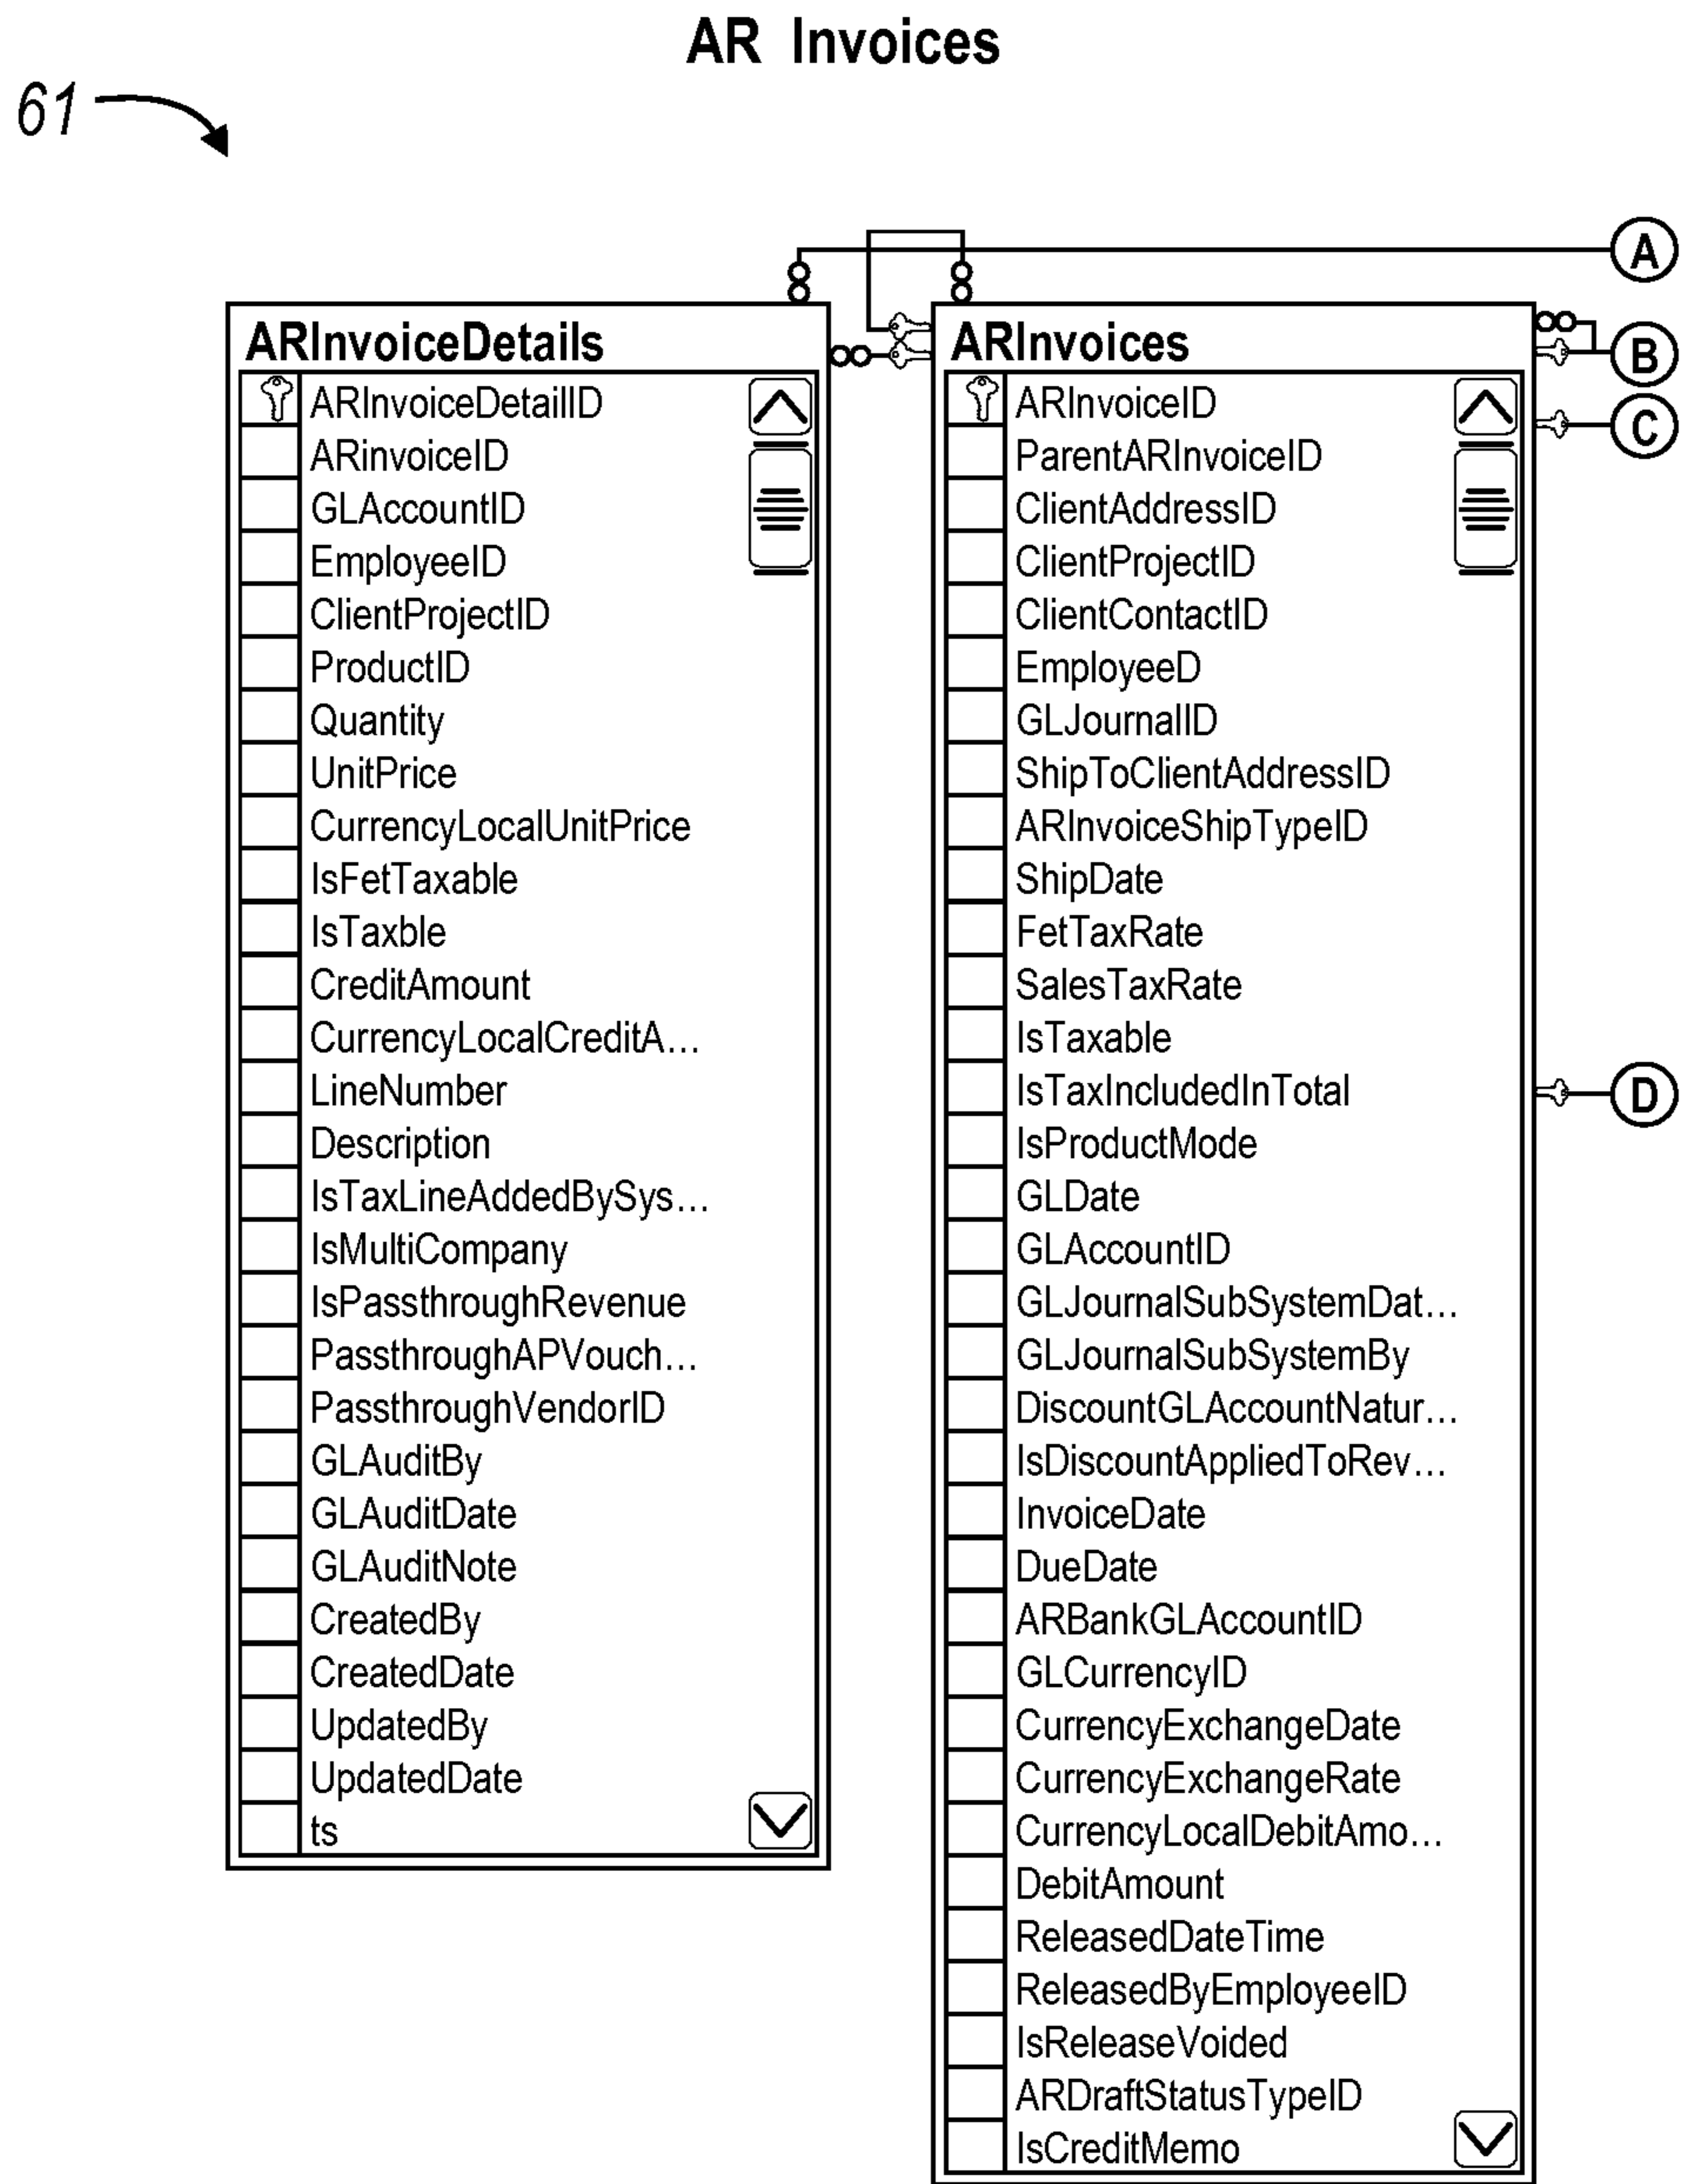 AR Invoices
61
A
ARInvoiceDetails
ARInvoiceDetailID
ARinvoiceID
GLAccountID
EmployeeID
ClientProjectID
ProductID
Quantity
UnitPrice
CurrencyLocalUnitPrice
IsFetTaxable
IsTaxble
CreditAmount
CurrencyLocalCreditA...
LineNumber
Description
IsTaxLineAddedBySys...
IsMultiCompany
IsPassthroughRevenue
PassthroughAPVouch...
PassthroughVendorID
GLAuditBy
GLAuditDate
GLAuditNote
CreatedBy
CreatedDate
UpdatedBy
UpdatedDate
ts
ARInvoices
ARInvoiceID
ParentARInvoiceID
ClientAddressID
ClientProjectID
ClientContactID
EmployeeD
GLJournalID
ShipToClientAddressID
ARInvoiceShipTypeID
ShipDate
FetTaxRate
SalesTaxRate
IsTaxable
IsTaxIncludedInTotal
IsProductMode
GLDate
GLAccountID
GLJournalSubSystemDat...
GLJournalSubSystemBy
DiscountGLAccountNatur...
IsDiscountAppliedToRev...
InvoiceDate
DueDate
ARBankGLAccountID
GLCurrencyID
CurrencyExchangeDate
CurrencyExchangeRate
CurrencyLocalDebitAmo...
DebitAmount
ReleasedDateTime
ReleasedByEmployeeID
IsReleaseVoided
ARDraftStatusTypeID
IsCreditMemo
B
C
D